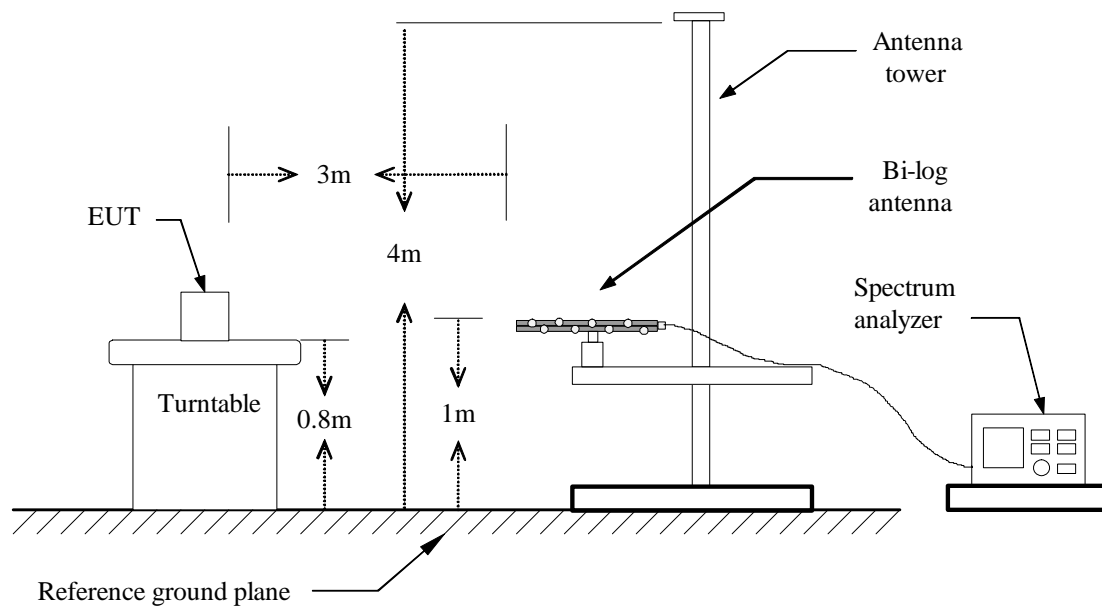 Antenna
tower
3m
Bi-log
antenna
EUT
4m
Spectrum
analyzer
Turntable
0.8m
1m
Reference ground plane